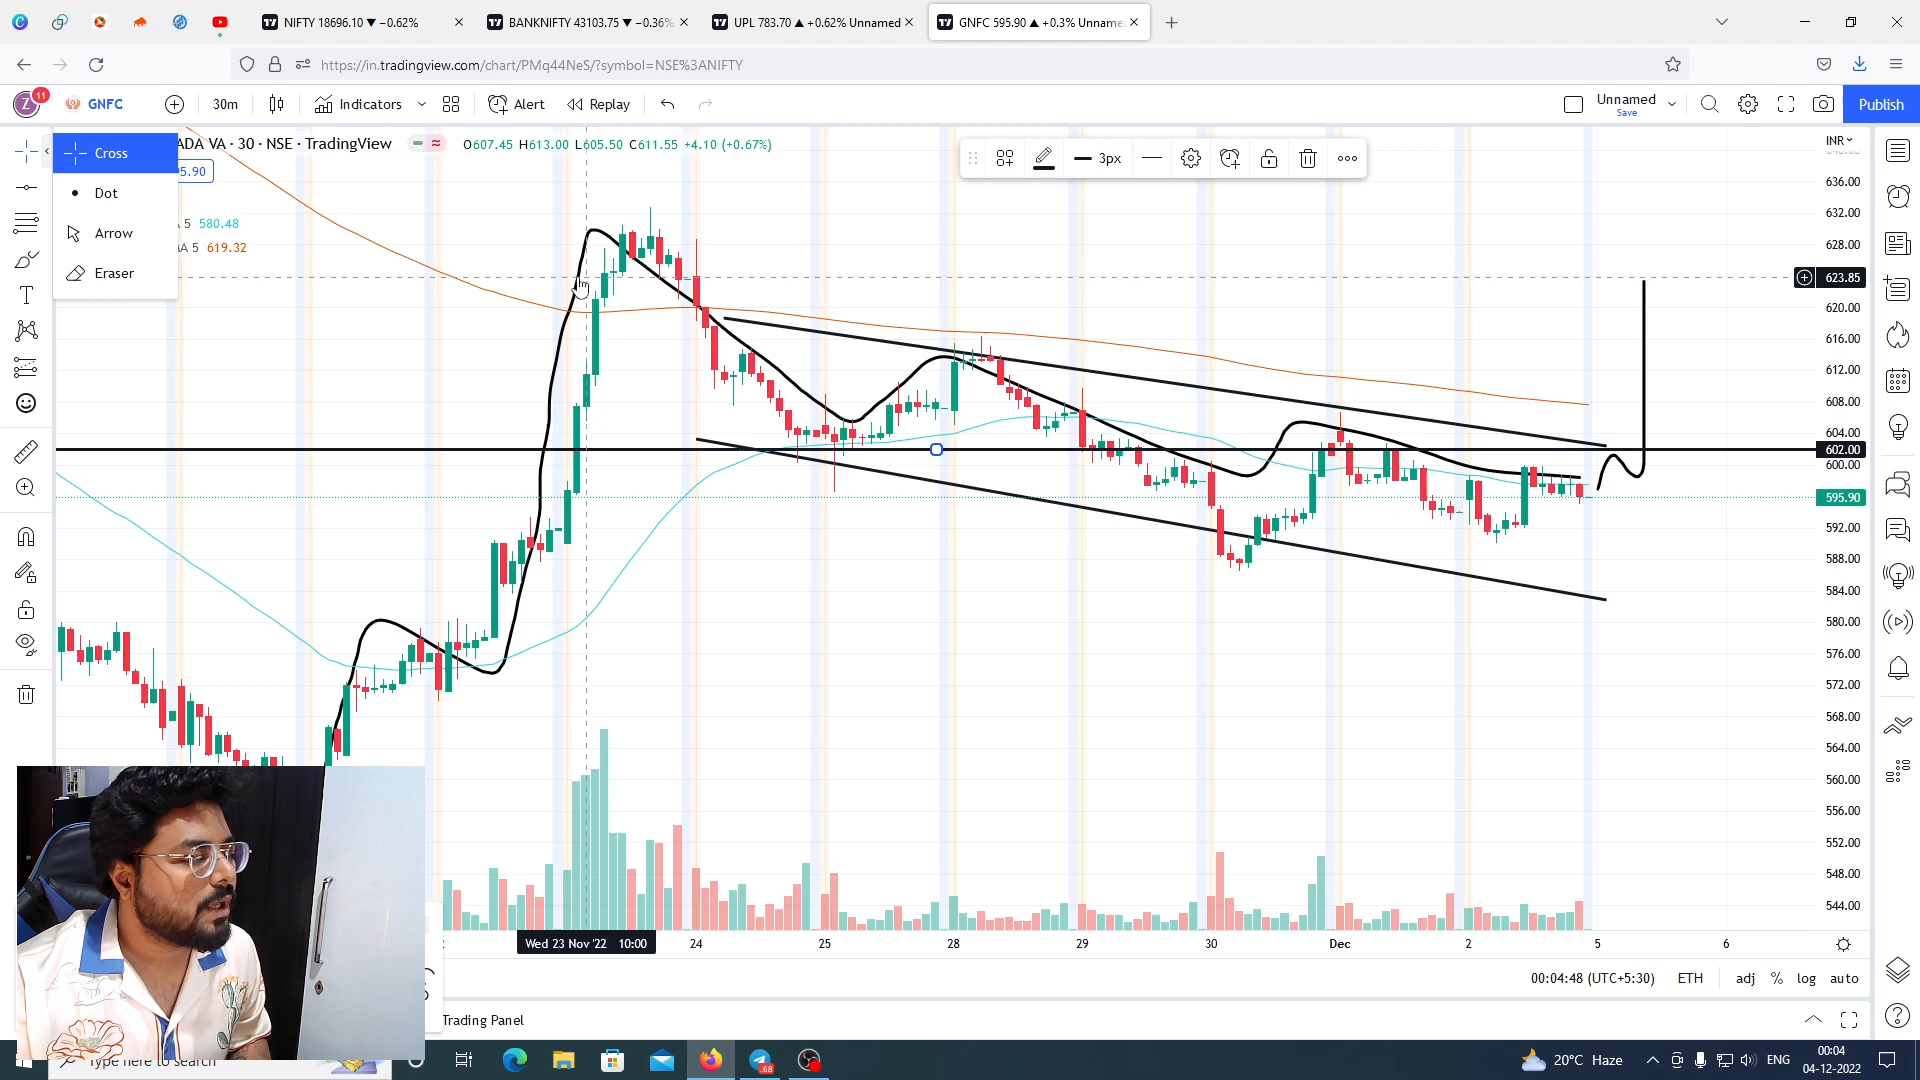 NIFTY 18696.10 ▼ −0.62%
BANKNIFTY 43103.75 ▼ −0.36%
UPL 783.70 ▲ +0.62% Unnamed
GNFC 595.90 ▲ +0.3% Unname
https://in.tradingview.com/chart/PMq44NeS/?symbol=NSE%3ANIFTY
Z
11
GNFC
30m
Indicators
Alert
Replay
Unnamed
Save
Publish
Cross
Dot
Arrow
Eraser
ADA VA · 30 · NSE · TradingView
O607.45 H613.00 L605.50 C611.55 +4.10 (+0.67%)
5.90
5 580.48
A 5 619.32
3px
INR
636.00
632.00
628.00
623.85
620.00
616.00
612.00
608.00
604.00
602.00
600.00
595.90
592.00
588.00
584.00
580.00
576.00
572.00
568.00
564.00
560.00
556.00
552.00
548.00
544.00
Wed 23 Nov '22 10:00
24
25
28
29
30
Dec
2
5
6
00:04:48 (UTC+5:30)
ETH
adj
%
log
auto
Trading Panel
Type here to search
.68
20°C Haze
ENG
00:04
04-12-2022